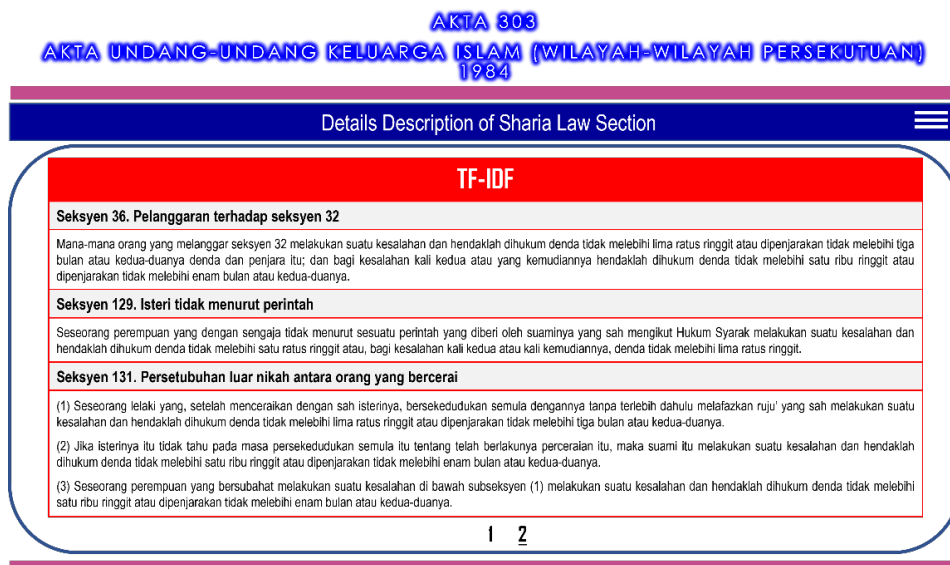 AKTA 303
AKTA UNDANG-UNDANG KELUARGA ISLAM (WILAYAH-WILAYAH PERSEKUTUAN)
1984
Details Description of Sharia Law Section
TF-IDF
Seksyen 36. Pelanggaran terhadap seksyen 32
Mana-mana orang yang melanggar seksyen 32 melakukan suatu kesalahan dan hendaklah dihukum denda tidak melebihi lima ratus ringgit atau dipenjarakan tidak melebihi tiga
bulan atau kedua-duanya denda dan penjara itu; dan bagi kesalahan kali kedua atau yang kemudiannya hendaklah dihukum denda tidak melebihi satu ribu ringgit atau
dipenjarakan tidak melebihi enam bulan atau kedua-duanya.
Seksyen 129. Isteri tidak menurut perintah
Seseorang perempuan yang dengan sengaja tidak menurut sesuatu perintah yang diberi oleh suaminya yang sah mengikut Hukum Syarak melakukan suatu kesalahan dan
hendaklah dihukum denda tidak melebihi satu ratus ringgit atau, bagi kesalahan kali kedua atau kali kemudiannya, denda tidak melebihi lima ratus ringgit.
Seksyen 131. Persetubuhan luar nikah antara orang yang bercerai
(1) Seseorang lelaki yang, setelah menceraikan dengan sah isterinya, bersekedudukan semula dengannya tanpa terlebih dahulu melafazkan ruju' yang sah melakukan suatu
kesalahan dan hendaklah dihukum denda tidak melebihi lima ratus ringgit atau dipenjarakan tidak melebihi tiga bulan atau kedua-duanya.
(2) Jika isterinya itu tidak tahu pada masa persekedudukan semula itu tentang telah berlakunya perceraian itu, maka suami itu melakukan suatu kesalahan dan hendaklah
dihukum denda tidak melebihi satu ribu ringgit atau dipenjarakan tidak melebihi enam bulan atau kedua-duanya.
(3) Seseorang perempuan yang bersubahat melakukan suatu kesalahan di bawah subseksyen (1) melakukan suatu kesalahan dan hendaklah dihukum denda tidak melebihi
satu ribu ringgit atau dipenjarakan tidak melebihi enam bulan atau kedua-duanya.
1 2